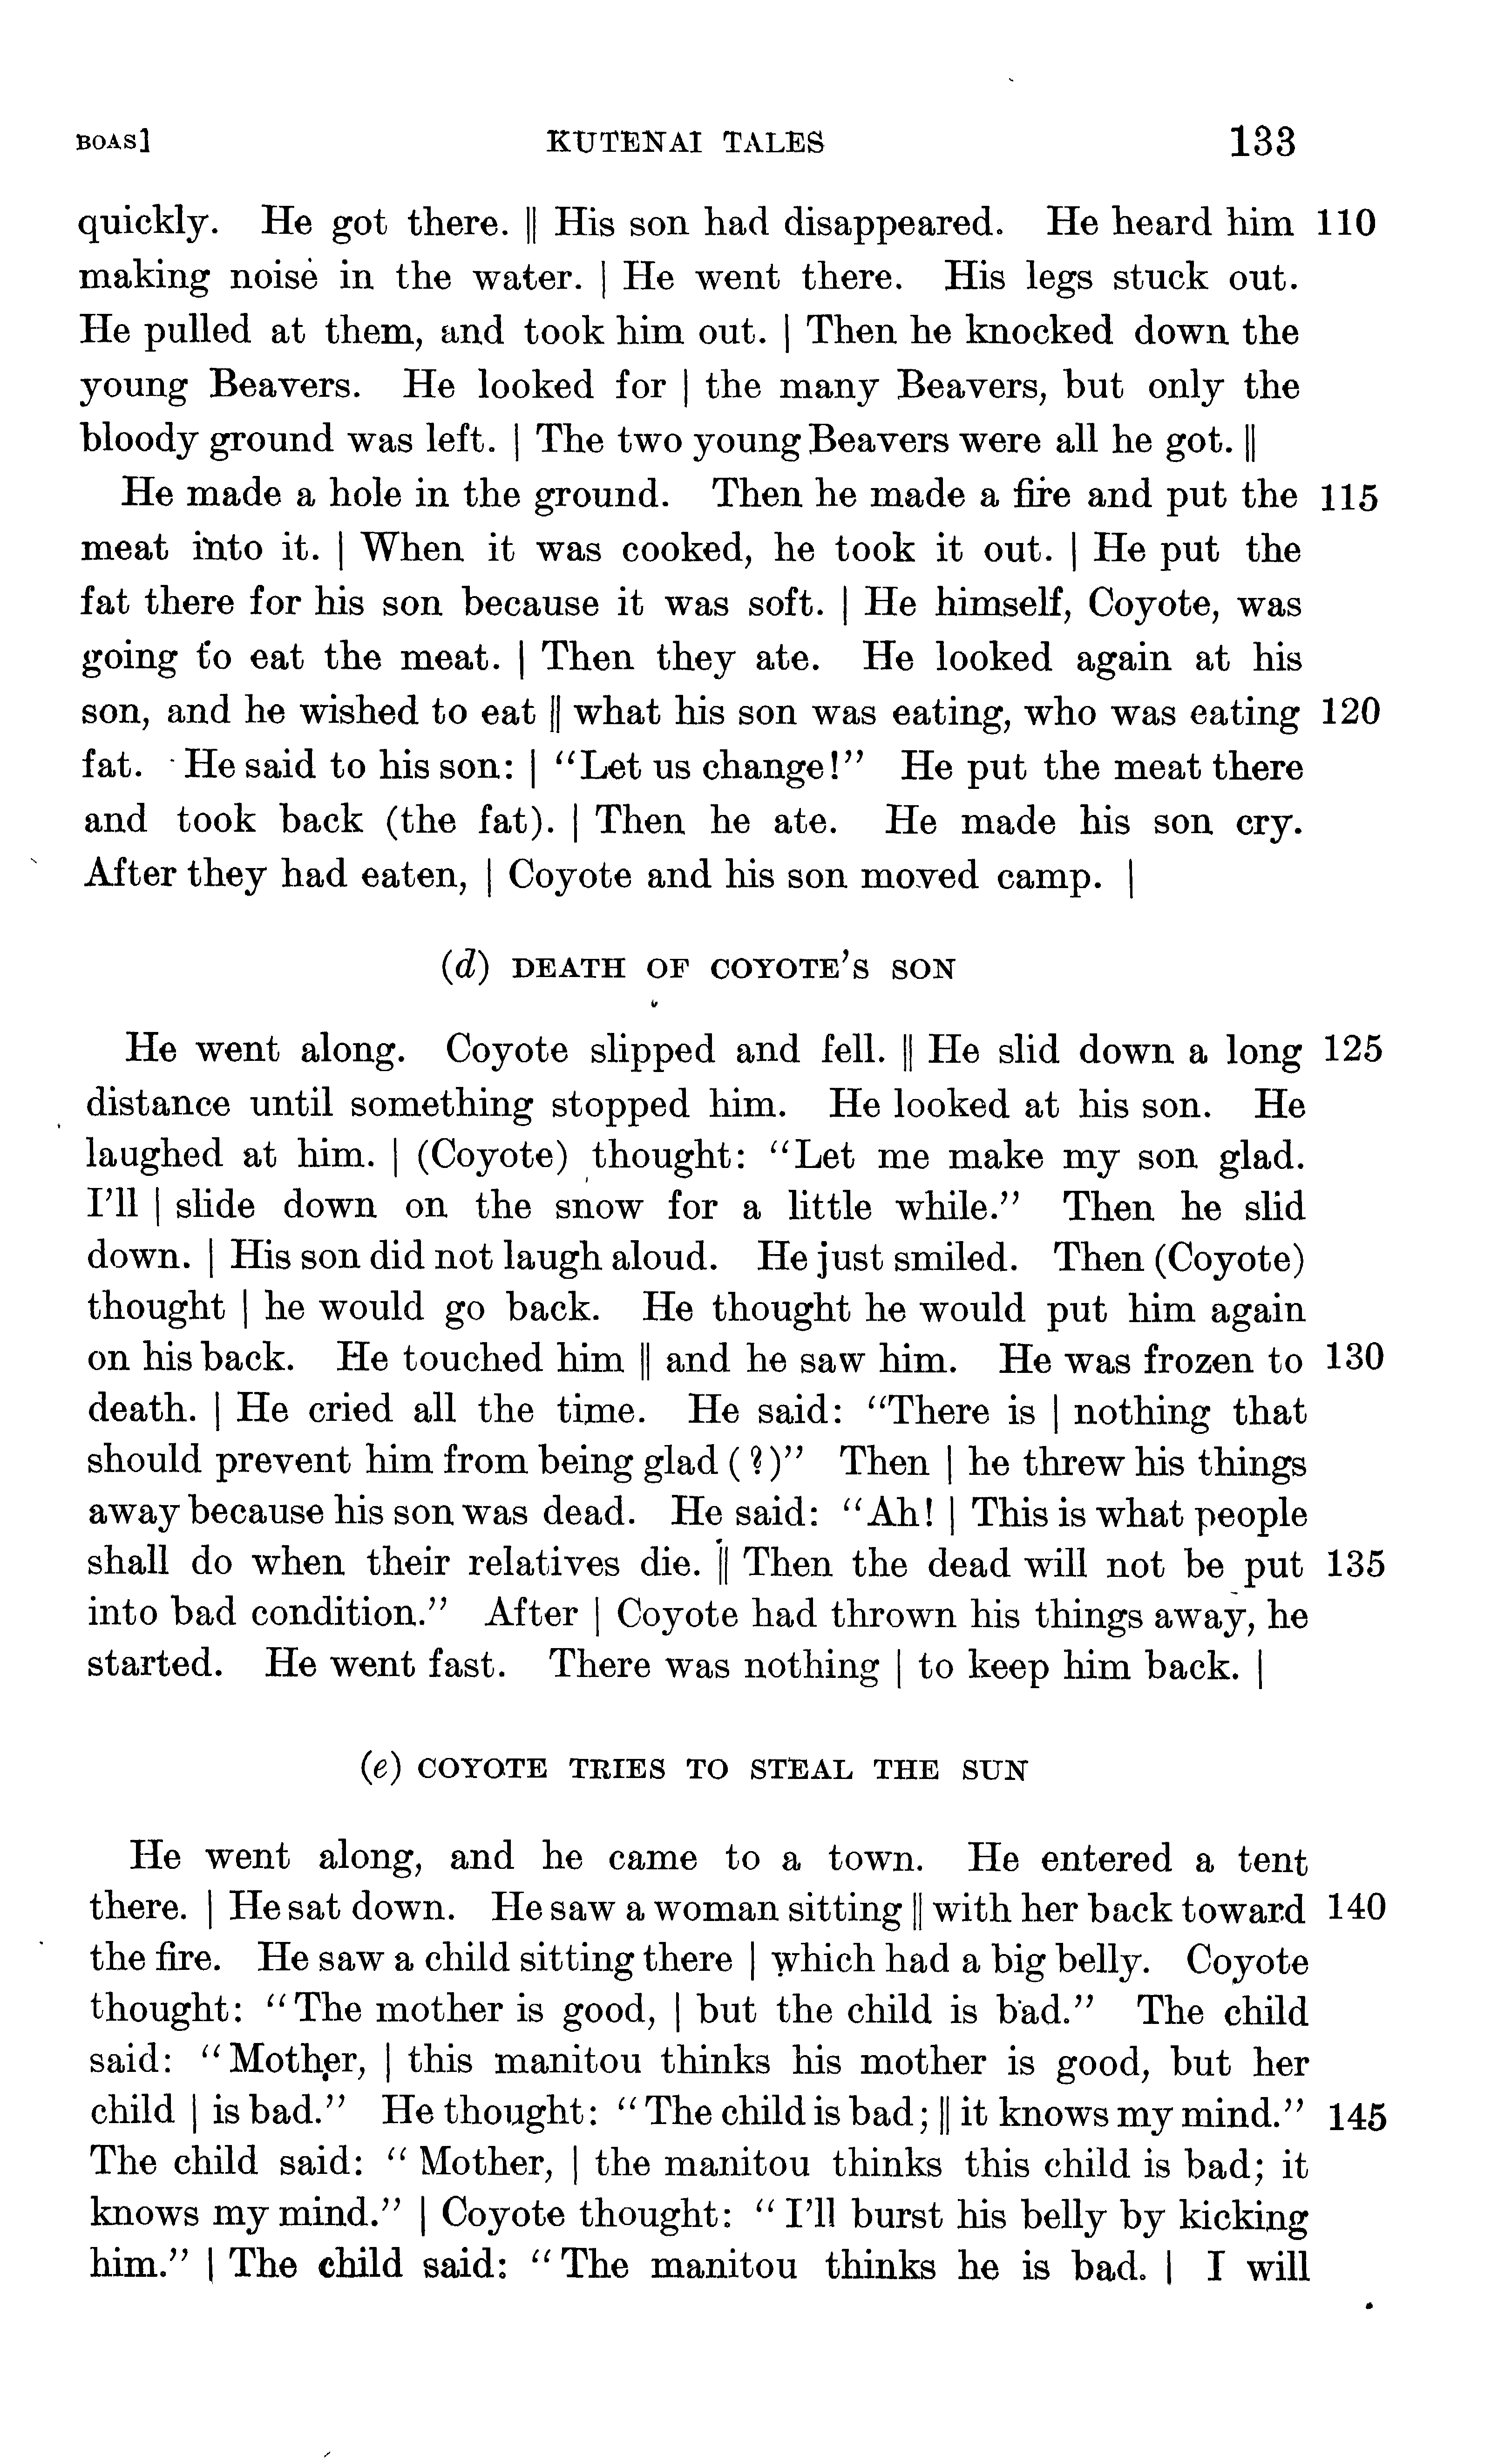 BOAS] KUTENAI TALES 133
quickly. He got there. || His son had disappeared. He heard him 110
making noise in the water. | He went there. His legs stuck out.
He pulled at them, and took him out. | Then he knocked down the
young Beavers. He looked for | the many Beavers, but only the
bloody ground was left. | The two young Beavers were all he got. ||
He made a hole in the ground. Then he made a fire and put the 115
meat into it. | When it was cooked, he took it out. | He put the
fat there for his son because it was soft. | He himself, Coyote, was
going to eat the meat. | Then they ate. He looked again at his
son, and he wished to eat || what his son was eating, who was eating 120
fat. He said to his son: | "Let us change!" He put the meat there
and took back (the fat). | Then he ate. He made his son cry.
After they had eaten, | Coyote and his son moved camp. |
(d) DEATH OF COYOTE'S SON
He went along. Coyote slipped and fell. || He slid down a long 125
distance until something stopped him. He looked at his son. He
laughed at him. | (Coyote) thought: "Let me make my son glad.
I'll | slide down on the snow for a little while." Then he slid
down. | His son did not laugh aloud. He just smiled. Then (Coyote)
thought | he would go back. He thought he would put him again
on his back. He touched him || and he saw him. He was frozen to 130
death. | He cried all the time. He said: "There is | nothing that
should prevent him from being glad (?)" Then | he threw his things
away because his son was dead. He said: "Ah! | This is what people
shall do when their relatives die. || Then the dead will not be put 135
into bad condition." After | Coyote had thrown his things away, he
started. He went fast. There was nothing | to keep him back. |
(e) COYOTE TRIES TO STEAL THE SUN
He went along, and he came to a town. He entered a tent
there. | He sat down. He saw a woman sitting || with her back toward 140
the fire. He saw a child sitting there | which had a big belly. Coyote
thought: "The mother is good, | but the child is bad." The child
said: "Mother, | this manitou thinks his mother is good, but her
child | is bad." He thought: "The child is bad; || it knows my mind." 145
The child said: "Mother, | the manitou thinks this child is bad; it
knows my mind." | Coyote thought: "I'll burst his belly by kicking
him." | The child said: "The manitou thinks he is bad. | I will